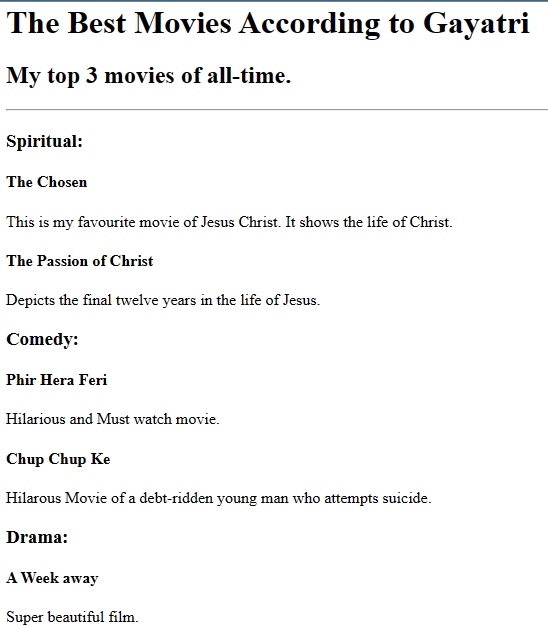 The Best Movies According to Gayatri
My top 3 movies of all-time.
Spiritual:
The Chosen
This is my favourite movie of Jesus Christ. It shows the life of Christ.
The Passion of Christ
Depicts the final twelve years in the life of Jesus.
Comedy:
Phir Hera Feri
Hilarious and Must watch movie.
Chup Chup Ke
Hilarous Movie of a debt-ridden young man who attempts suicide.
Drama:
A Week away
Super beautiful film.